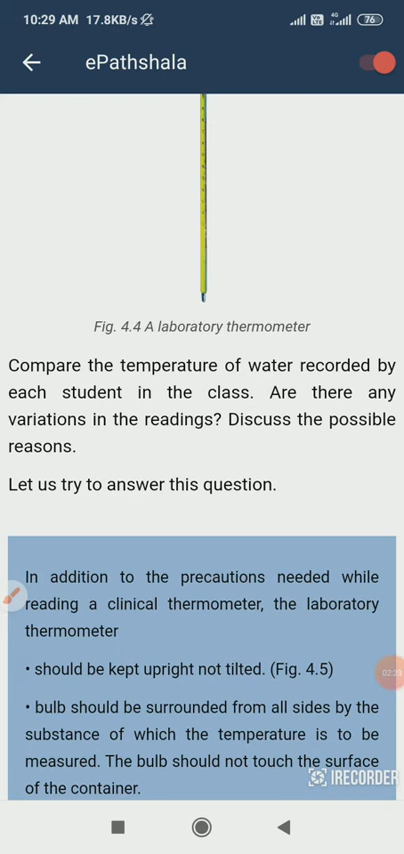 10:29 AM 17.8KB/s
4G
76
ePathshala
Fig. 4.4 A laboratory thermometer
Compare the temperature of water recorded by
each student in the class. Are there any
variations in the readings? Discuss the possible
reasons.
Let us try to answer this question.
In addition to the precautions needed while
reading a clinical thermometer, the laboratory
thermometer
• should be kept upright not tilted. (Fig. 4.5)
02:23
• bulb should be surrounded from all sides by the
substance of which the temperature is to be
measured. The bulb should not touch the surface
of the container.
IRECORDER